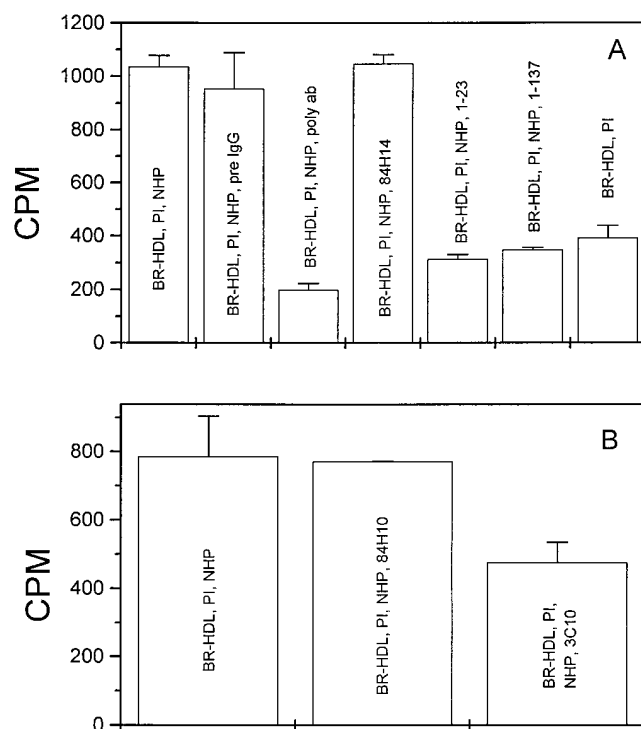 A
CPM
1200
1000
800
600
400
200
0
BR-HDL, PI, NHP
BR-HDL, PI, NHP, pre IgG
BR-HDL, PI, NHP, poly ab
BR-HDL, PI, NHP, 84H14
BR-HDL, PI, NHP, 1-23
BR-HDL, PI, NHP, 1-137
BR-HDL, PI
B
CPM
800
600
400
200
0
BR-HDL, PI, NHP
BR-HDL, PI, NHP, 84H10
BR-HDL, PI,
NHP, 3C10